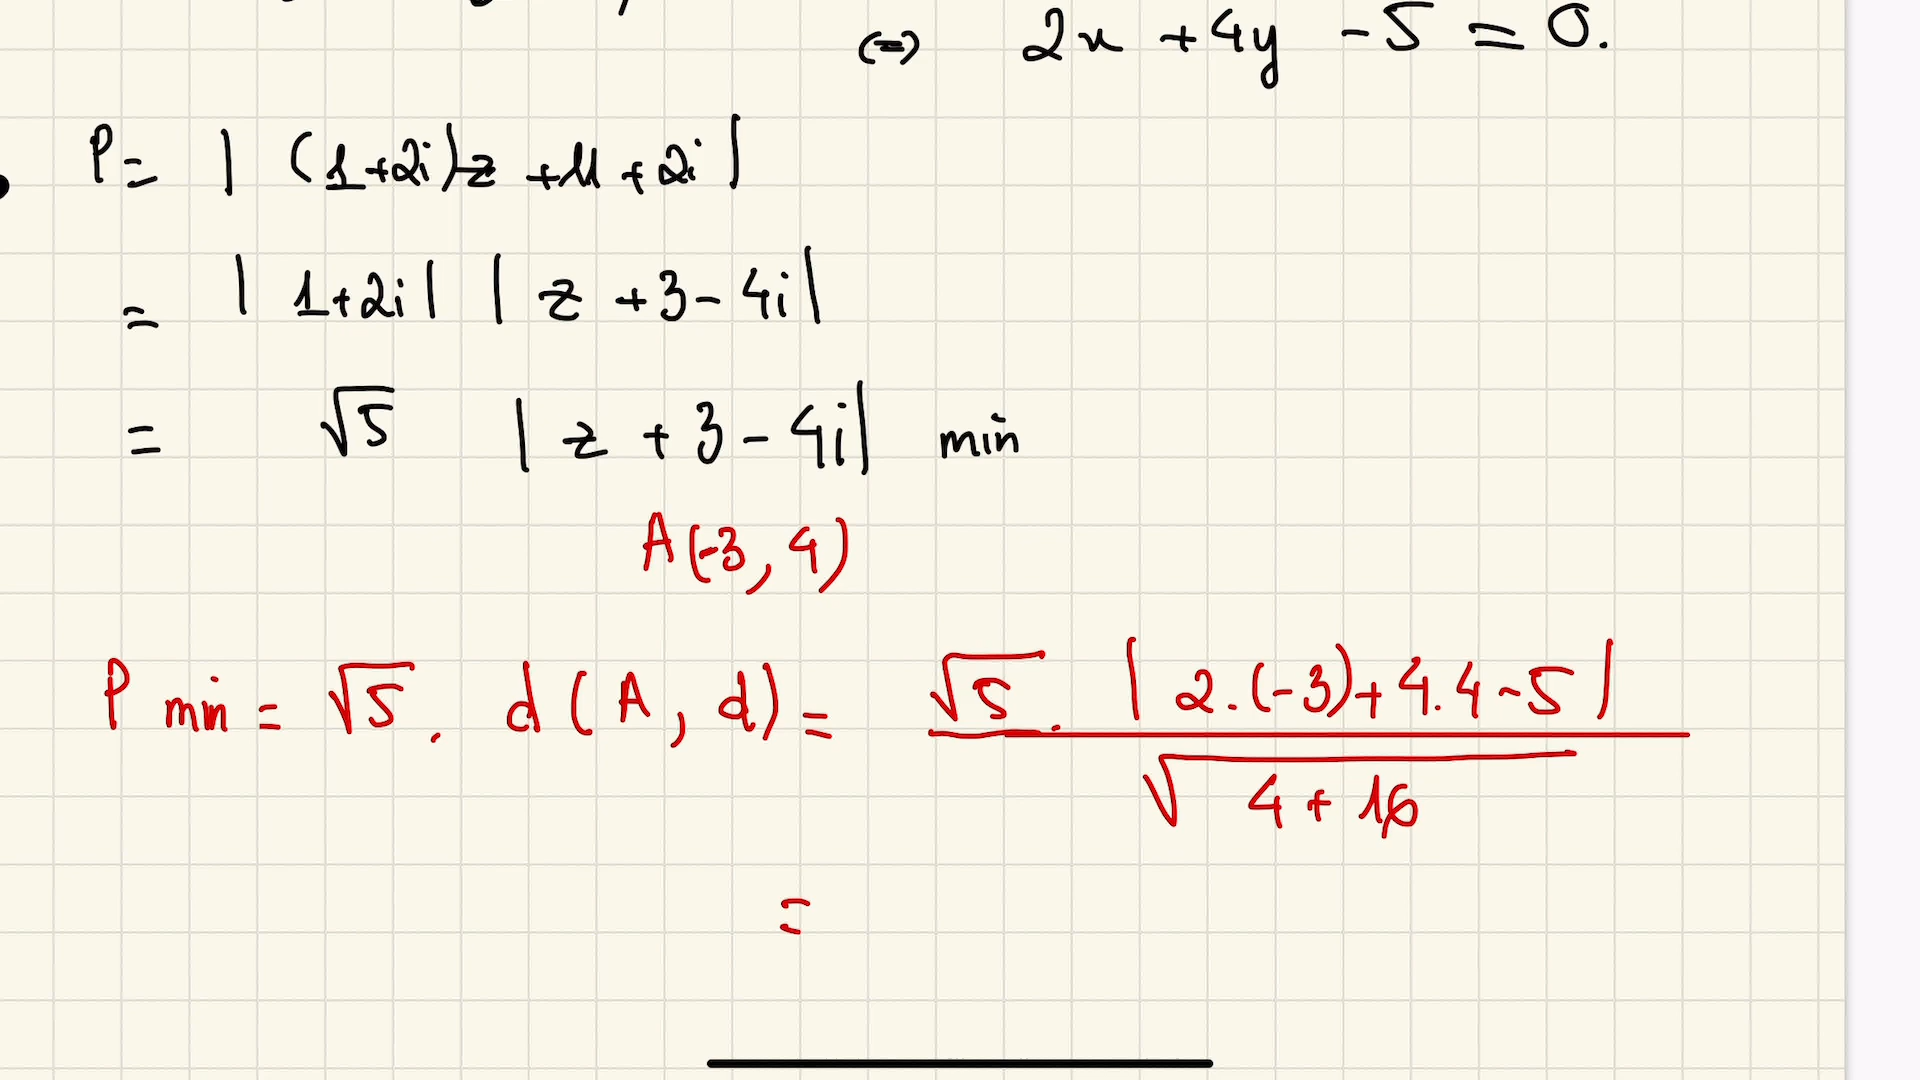 ⇔ 2x + 4y - 5 = 0.
P = | (1+2i)z + 11 + 2i |
= | 1+2i | | z + 3 - 4i |
= √5 | z + 3 - 4i | min
A(-3, 4)
P min = √5 . d(A, d) = √5 . | 2.(-3) + 4.4 - 5 | / √(4 + 16)
=